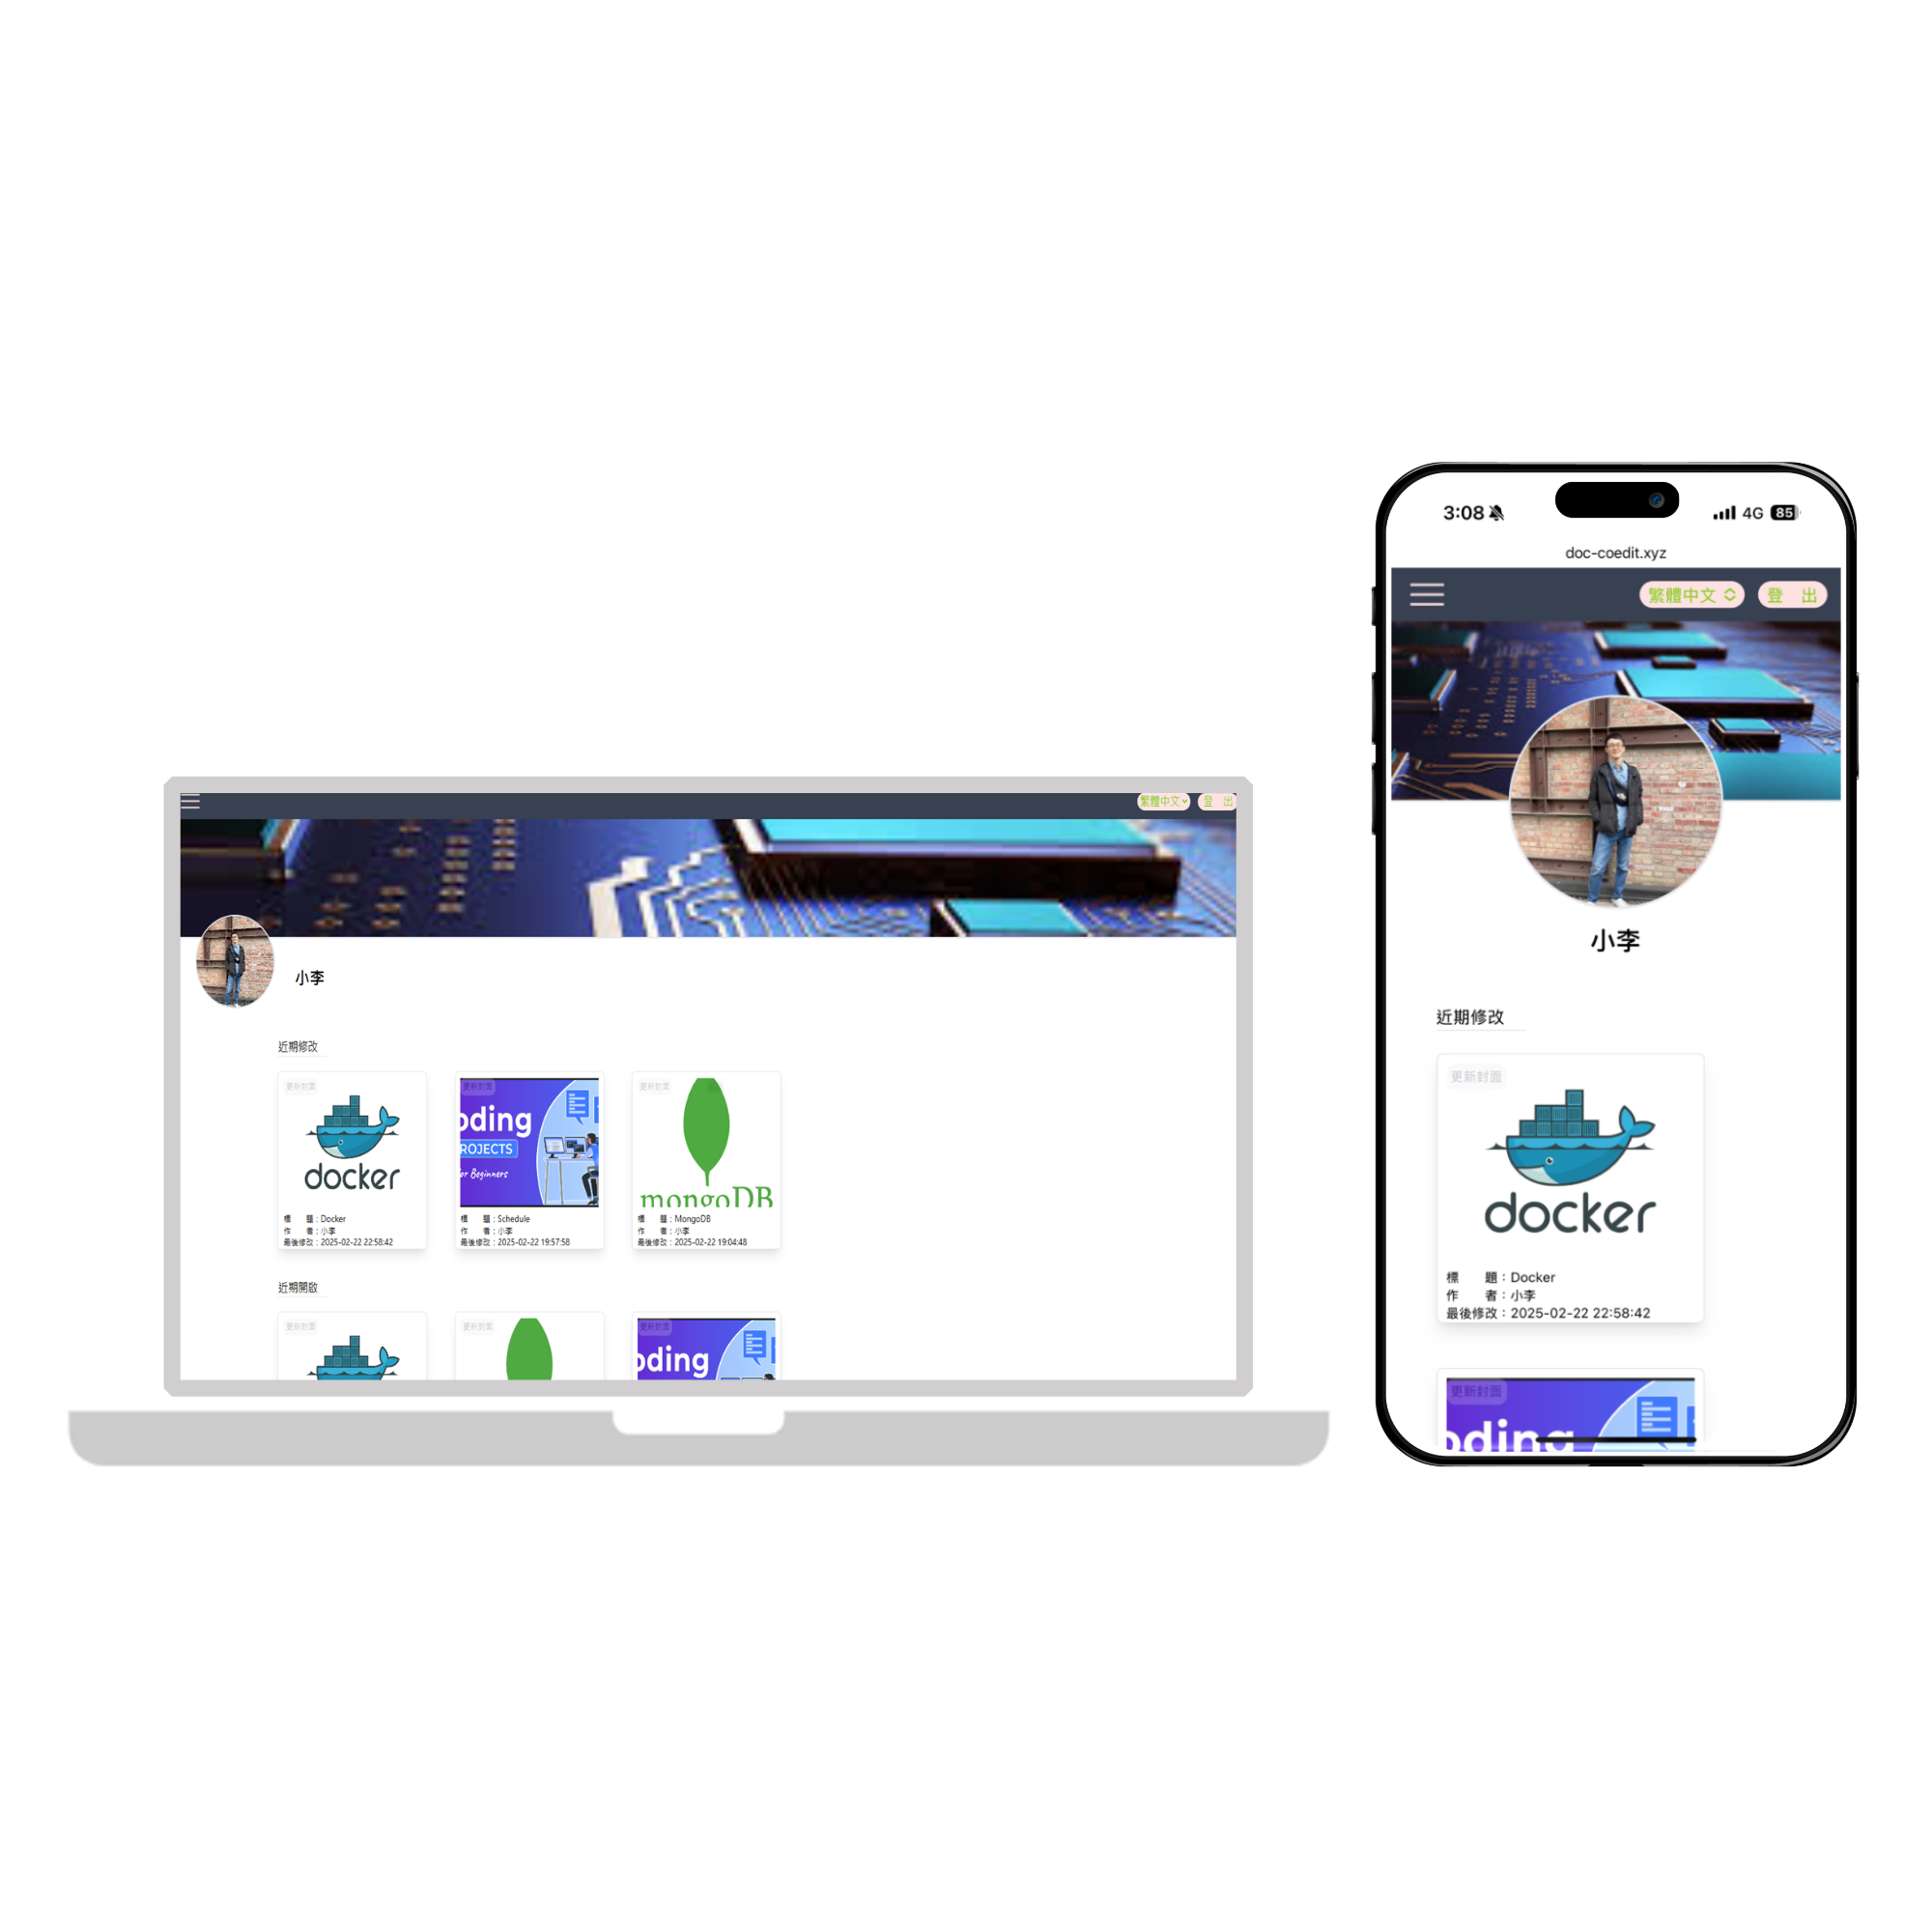 繁體中文
登 出
小李
近期修改
更新封面
docker
標 題：Docker
作 者：小李
最後修改：2025-02-22 22:58:42
更新封面
oding
ROJECTS
or Beginners
標 題：Schedule
作 者：小李
最後修改：2025-02-22 19:57:58
更新封面
mongoDB
標 題：MongoDB
作 者：小李
最後修改：2025-02-22 19:04:48
近期開啟
更新封面
更新封面
更新封面
oding
3:08
4G
85
doc-coedit.xyz
繁體中文
登 出
小李
近期修改
更新封面
docker
標 題：Docker
作 者：小李
最後修改：2025-02-22 22:58:42
更新封面
oding